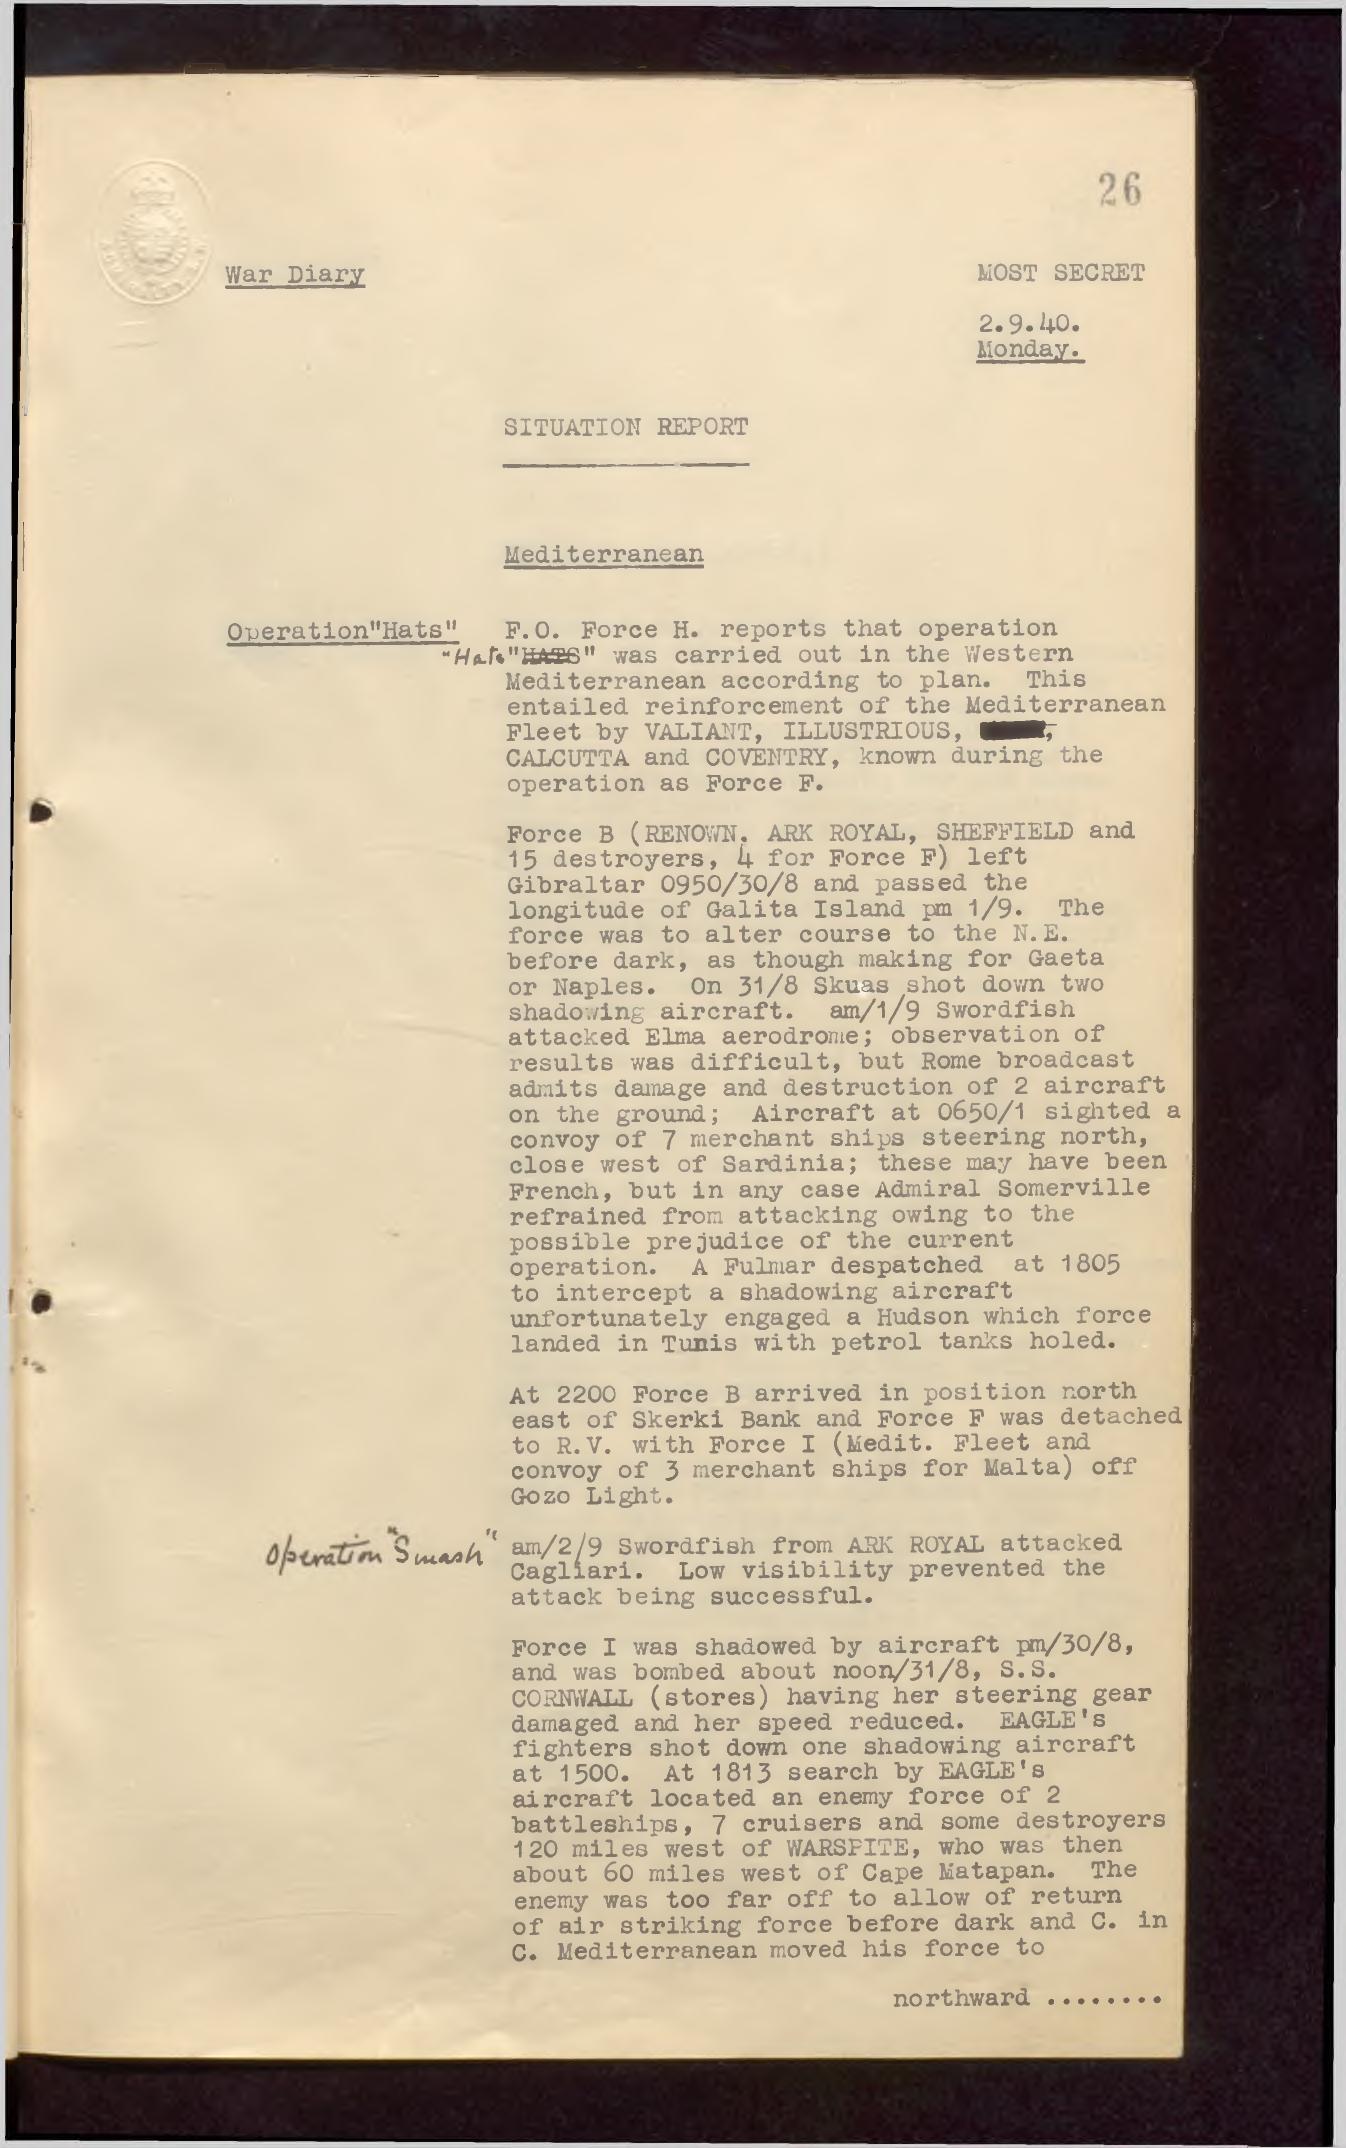 26
War Diary
MOST SECRET
2.9.40.
Monday.
SITUATION REPORT
Mediterranean
Operation"Hats"
F.O. Force H. reports that operation
"Hats" "HATS" was carried out in the Western
Mediterranean according to plan. This
entailed reinforcement of the Mediterranean
Fleet by VALIANT, ILLUSTRIOUS,
CALCUTTA and COVENTRY, known during the
operation as Force F.
Force B (RENOWN. ARK ROYAL, SHEFFIELD and
15 destroyers, 4 for Force F) left
Gibraltar 0950/30/8 and passed the
longitude of Galita Island pm 1/9. The
force was to alter course to the N.E.
before dark, as though making for Gaeta
or Naples. On 31/8 Skuas shot down two
shadowing aircraft. am/1/9 Swordfish
attacked Elma aerodrome; observation of
results was difficult, but Rome broadcast
admits damage and destruction of 2 aircraft
on the ground; Aircraft at 0650/1 sighted a
convoy of 7 merchant ships steering north,
close west of Sardinia; these may have been
French, but in any case Admiral Somerville
refrained from attacking owing to the
possible prejudice of the current
operation. A Fulmar despatched at 1805
to intercept a shadowing aircraft
unfortunately engaged a Hudson which force
landed in Tunis with petrol tanks holed.
At 2200 Force B arrived in position north
east of Skerki Bank and Force F was detached
to R.V. with Force I (Medit. Fleet and
convoy of 3 merchant ships for Malta) off
Gozo Light.
Operation "Smash"
am/2/9 Swordfish from ARK ROYAL attacked
Cagliari. Low visibility prevented the
attack being successful.
Force I was shadowed by aircraft pm/30/8,
and was bombed about noon/31/8, S.S.
CORNWALL (stores) having her steering gear
damaged and her speed reduced. EAGLE's
fighters shot down one shadowing aircraft
at 1500. At 1813 search by EAGLE's
aircraft located an enemy force of 2
battleships, 7 cruisers and some destroyers
120 miles west of WARSPITE, who was then
about 60 miles west of Cape Matapan. The
enemy was too far off to allow of return
of air striking force before dark and C. in
C. Mediterranean moved his force to
northward ........